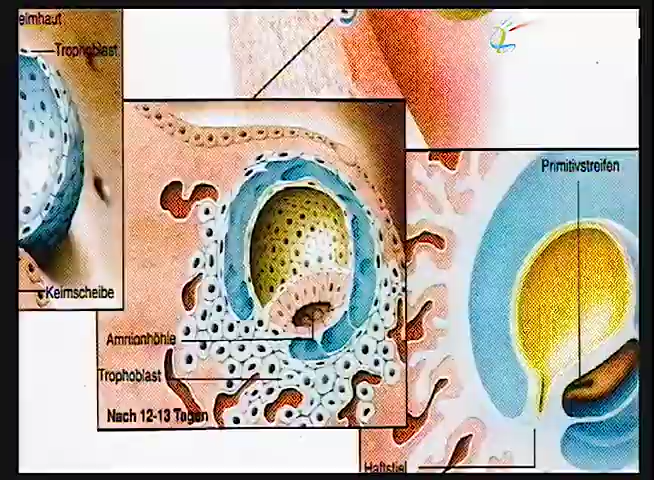 eimhaut
Trophoblast
Keimscheibe
Amnionhöhle
Trophoblast
Nach 12-13 Tagen
Primitivstreifen
Haftstiel